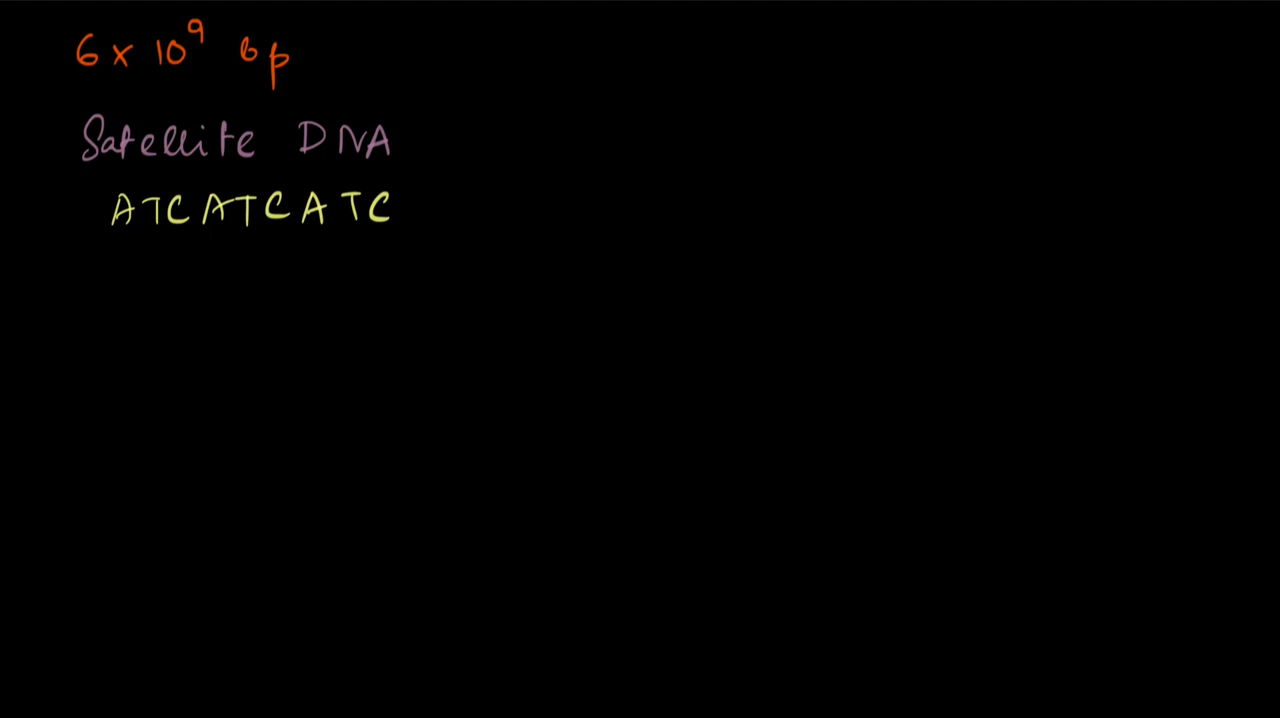 6 x 10⁹ bp
Satellite DNA
ATCATCATC